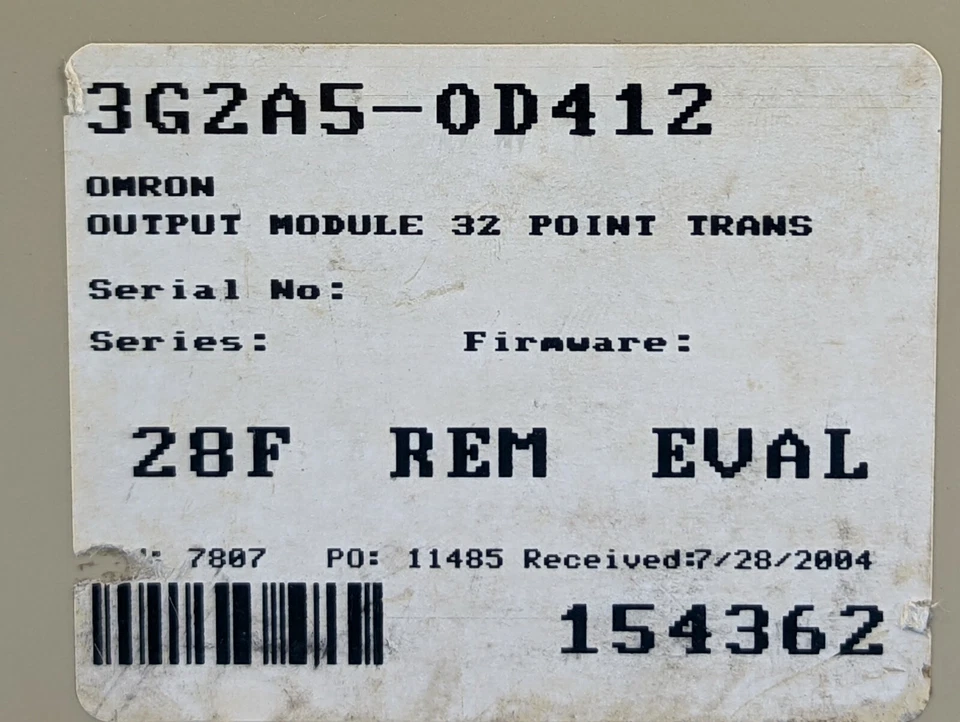 3G2A5-OD412
OMRON
OUTPUT MODULE 32 POINT TRANS
Serial No:
Series: Firmware:
28F REM EVAL
7807 PO: 11485 Received:7/28/2004
154362